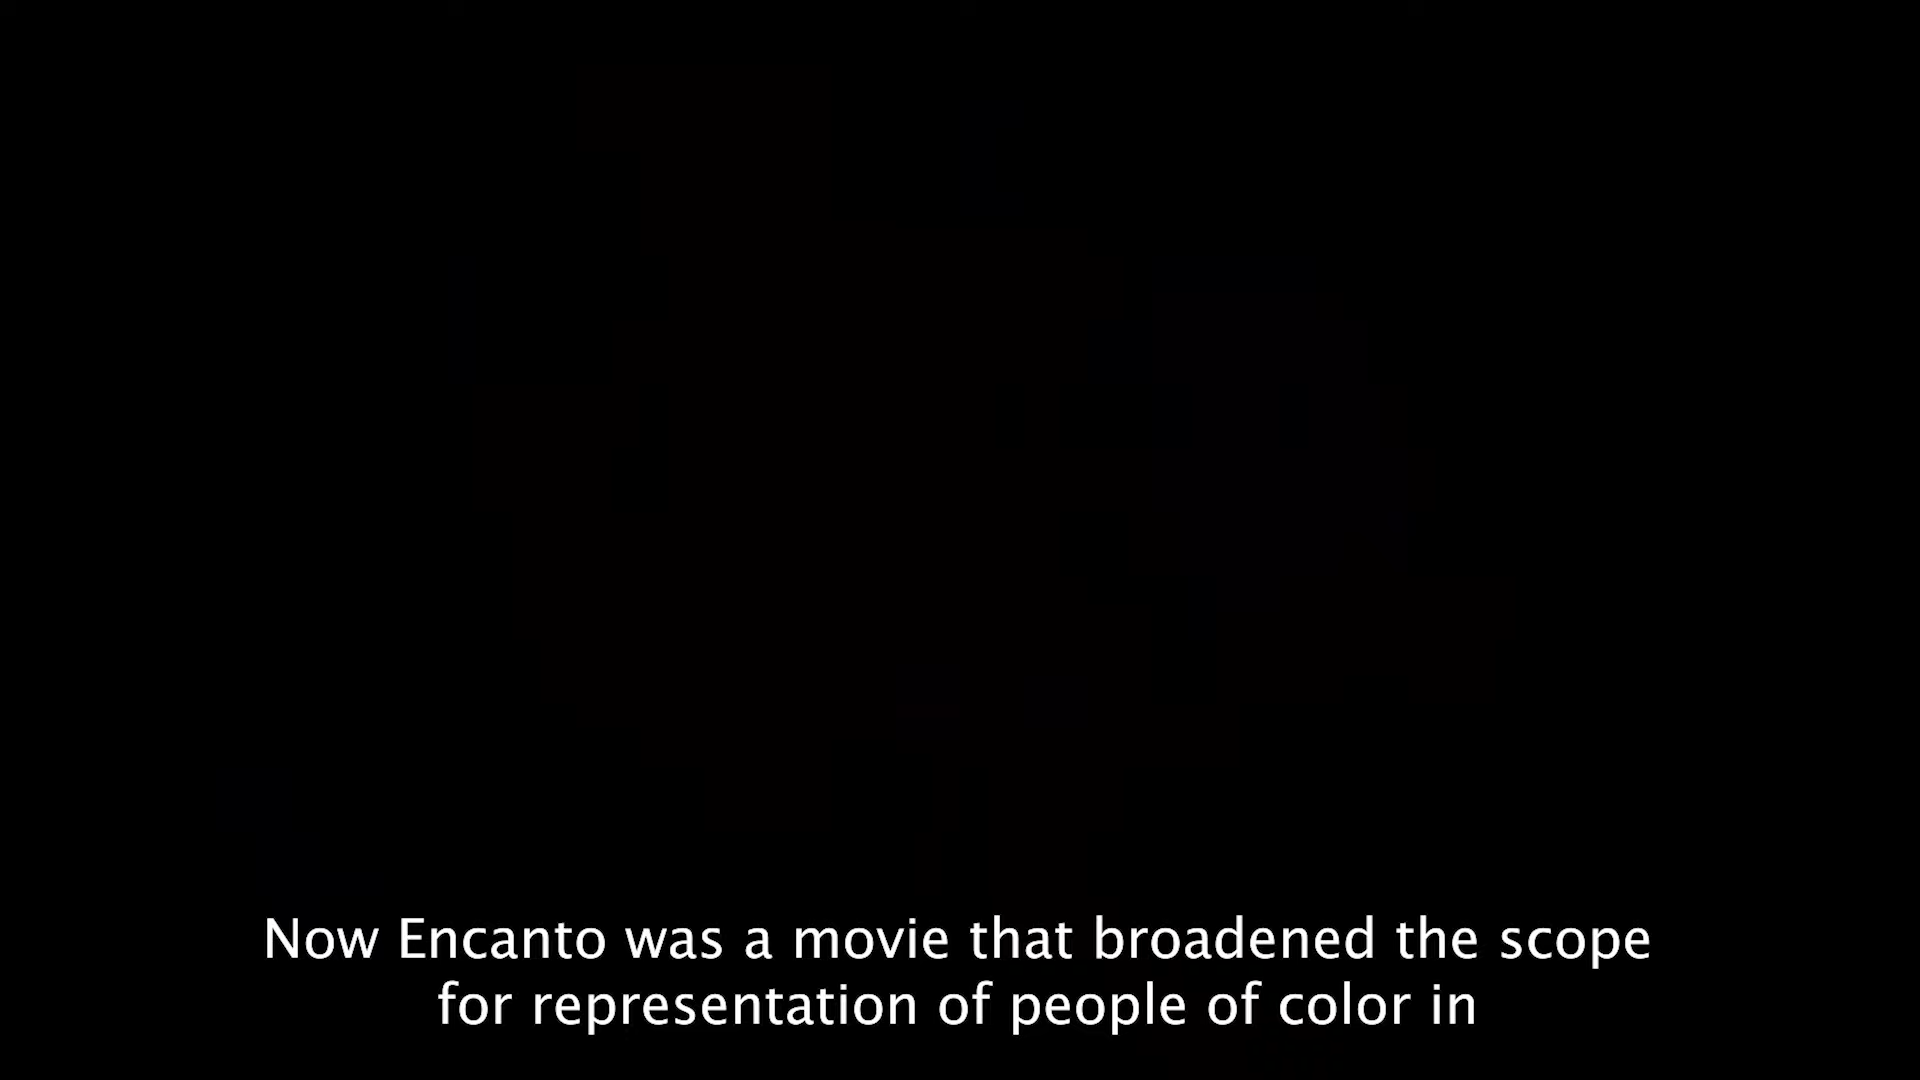 Now Encanto was a movie that broadened the scope
for representation of people of color in